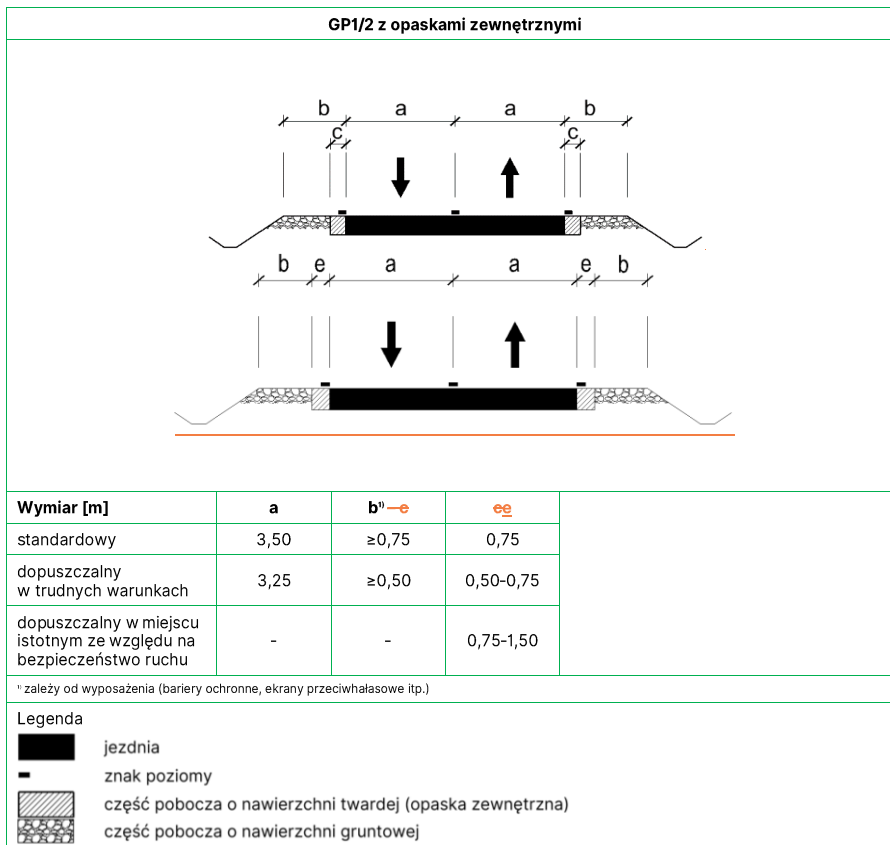 GP1/2 z opaskami zewnętrznymi
b a a b
c c
b e a a e b
Wymiar [m] a b¹⁾ – c ce
standardowy 3,50 ≥0,75 0,75
dopuszczalny
w trudnych warunkach 3,25 ≥0,50 0,50-0,75
dopuszczalny w miejscu
istotnym ze względu na
bezpieczeństwo ruchu - - 0,75-1,50
¹⁾ zależy od wyposażenia (bariery ochronne, ekrany przeciwhałasowe itp.)
Legenda
jezdnia
znak poziomy
część pobocza o nawierzchni twardej (opaska zewnętrzna)
część pobocza o nawierzchni gruntowej